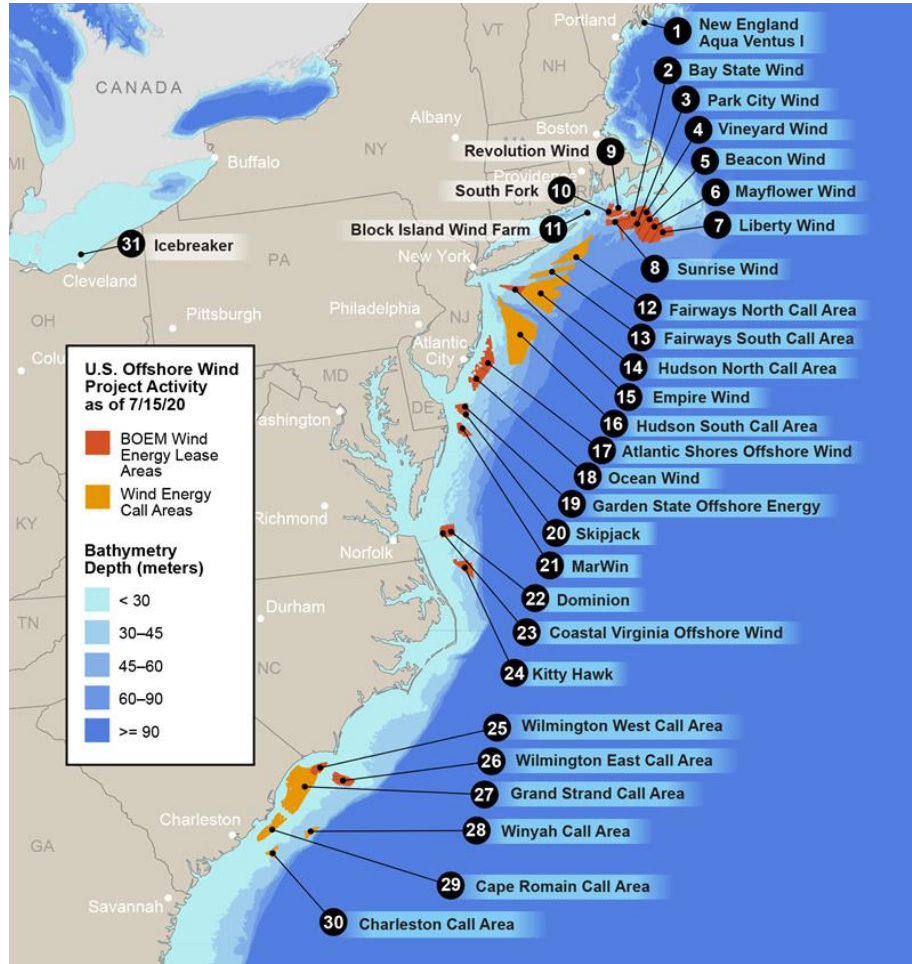 Portland
1
New England
Aqua Ventus I
VT
NH
2
Bay State Wind
CANADA
3
Park City Wind
Albany
NY
MA
Boston
4
Vineyard Wind
MI
Buffalo
Revolution Wind
9
5
Beacon Wind
Providence
South Fork
10
CT
RI
6
Mayflower Wind
Block Island Wind Farm
11
7
Liberty Wind
31
Icebreaker
New York
8
Sunrise Wind
Cleveland
PA
OH
Pittsburgh
Philadelphia
NJ
12
Fairways North Call Area
13
Fairways South Call Area
Atlantic
City
14
Hudson North Call Area
MD
DE
15
Empire Wind
16
Hudson South Call Area
17
Atlantic Shores Offshore Wind
18
Ocean Wind
19
Garden State Offshore Energy
20
Skipjack
21
MarWin
22
Dominion
23
Coastal Virginia Offshore Wind
24
Kitty Hawk
Colu
U.S. Offshore Wind
Project Activity
as of 7/15/20
BOEM Wind
Energy Lease
Areas
Wind Energy
Call Areas
Bathymetry
Depth (meters)
< 30
30–45
45–60
60–90
>= 90
ashington
Richmond
Norfolk
KY
TN
Durham
NC
25
Wilmington West Call Area
26
Wilmington East Call Area
27
Grand Strand Call Area
28
Winyah Call Area
29
Cape Romain Call Area
30
Charleston Call Area
Charleston
GA
Savannah